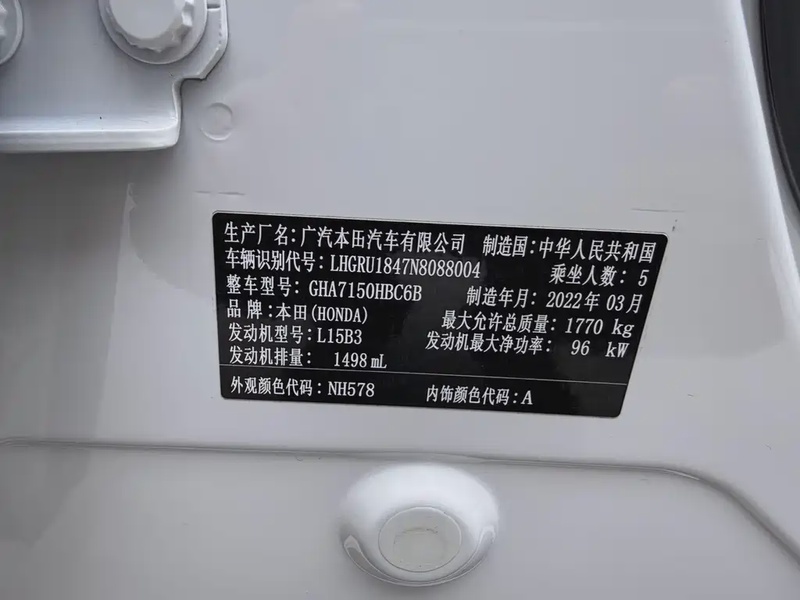 生产厂名:广汽本田汽车有限公司 制造国:中华人民共和国
车辆识别代号:LHGRU1847N8088004 乘坐人数:5
整车型号:GHA7150HBC6B 制造年月:2022年03月
品牌:本田(HONDA) 最大允许总质量:1770 kg
发动机型号:L15B3 发动机最大净功率:96 kW
发动机排量:1498 mL
外观颜色代码:NH578 内饰颜色代码:A